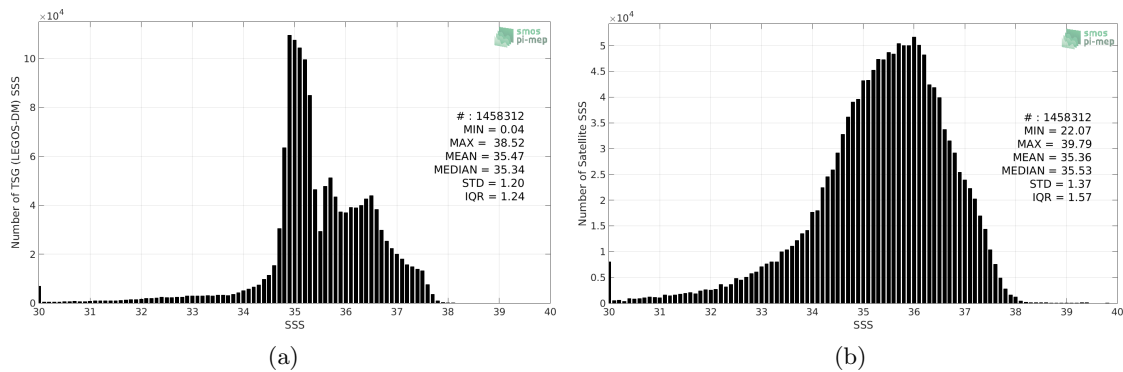 ×10⁴
smos
pi-mep
10
8
6
4
2
0
Number of TSG (LEGOS-DM) SSS
# : 1458312
MIN = 0.04
MAX = 38.52
MEAN = 35.47
MEDIAN = 35.34
STD = 1.20
IQR = 1.24
30 31 32 33 34 35 36 37 38 39 40
SSS
(a)
×10⁴
smos
pi-mep
5
4.5
4
3.5
3
2.5
2
1.5
1
0.5
0
Number of Satellite SSS
# : 1458312
MIN = 22.07
MAX = 39.79
MEAN = 35.36
MEDIAN = 35.53
STD = 1.37
IQR = 1.57
30 31 32 33 34 35 36 37 38 39 40
SSS
(b)